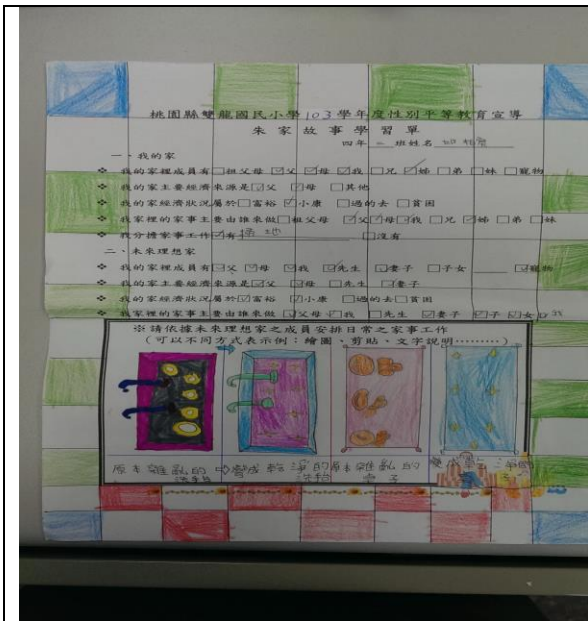 桃園縣雙龍國民小學103學年度性別平等教育宣導
朱家故事學習單
四年二班姓名
一、我的家
❖ 我的家裡成員有□祖父母 ☑父 ☑母 ☑我 □兄 ☑姊 □弟 □妹 □寵物
❖ 我的家主要經濟來源是☑父 ☑母 □其他
❖ 我的家經濟狀況屬於□富裕 ☑小康 □過的去 □貧困
❖ 我家裡的家事主要由誰來做□祖父母 ☑父 ☑母 ☑我 □兄 ☑姊 □弟 □妹
❖ 我分擔家事工作☑有掃地 □沒有
二、未來理想家
❖ 我的家裡成員有☑父 ☑母 ☑我 ☑先生 ☑妻子 □子女 ☑寵物
❖ 我的家主要經濟來源是☑父 ☑母 □先生 ☑妻子
❖ 我的家經濟狀況屬於☑富裕 ☑小康 □過的去 □貧困
❖ 我家裡的家事主要由誰來做 ☑父 ☑母 ☑我 □先生 ☑妻子 ☑子 ☑女
※請依據未來理想家之成員安排日常之家事工作
(可以不同方式表示例：繪圖、剪貼、文字說明………)
原本雜亂的
變成乾淨的洗粉
原本雜亂的桌子